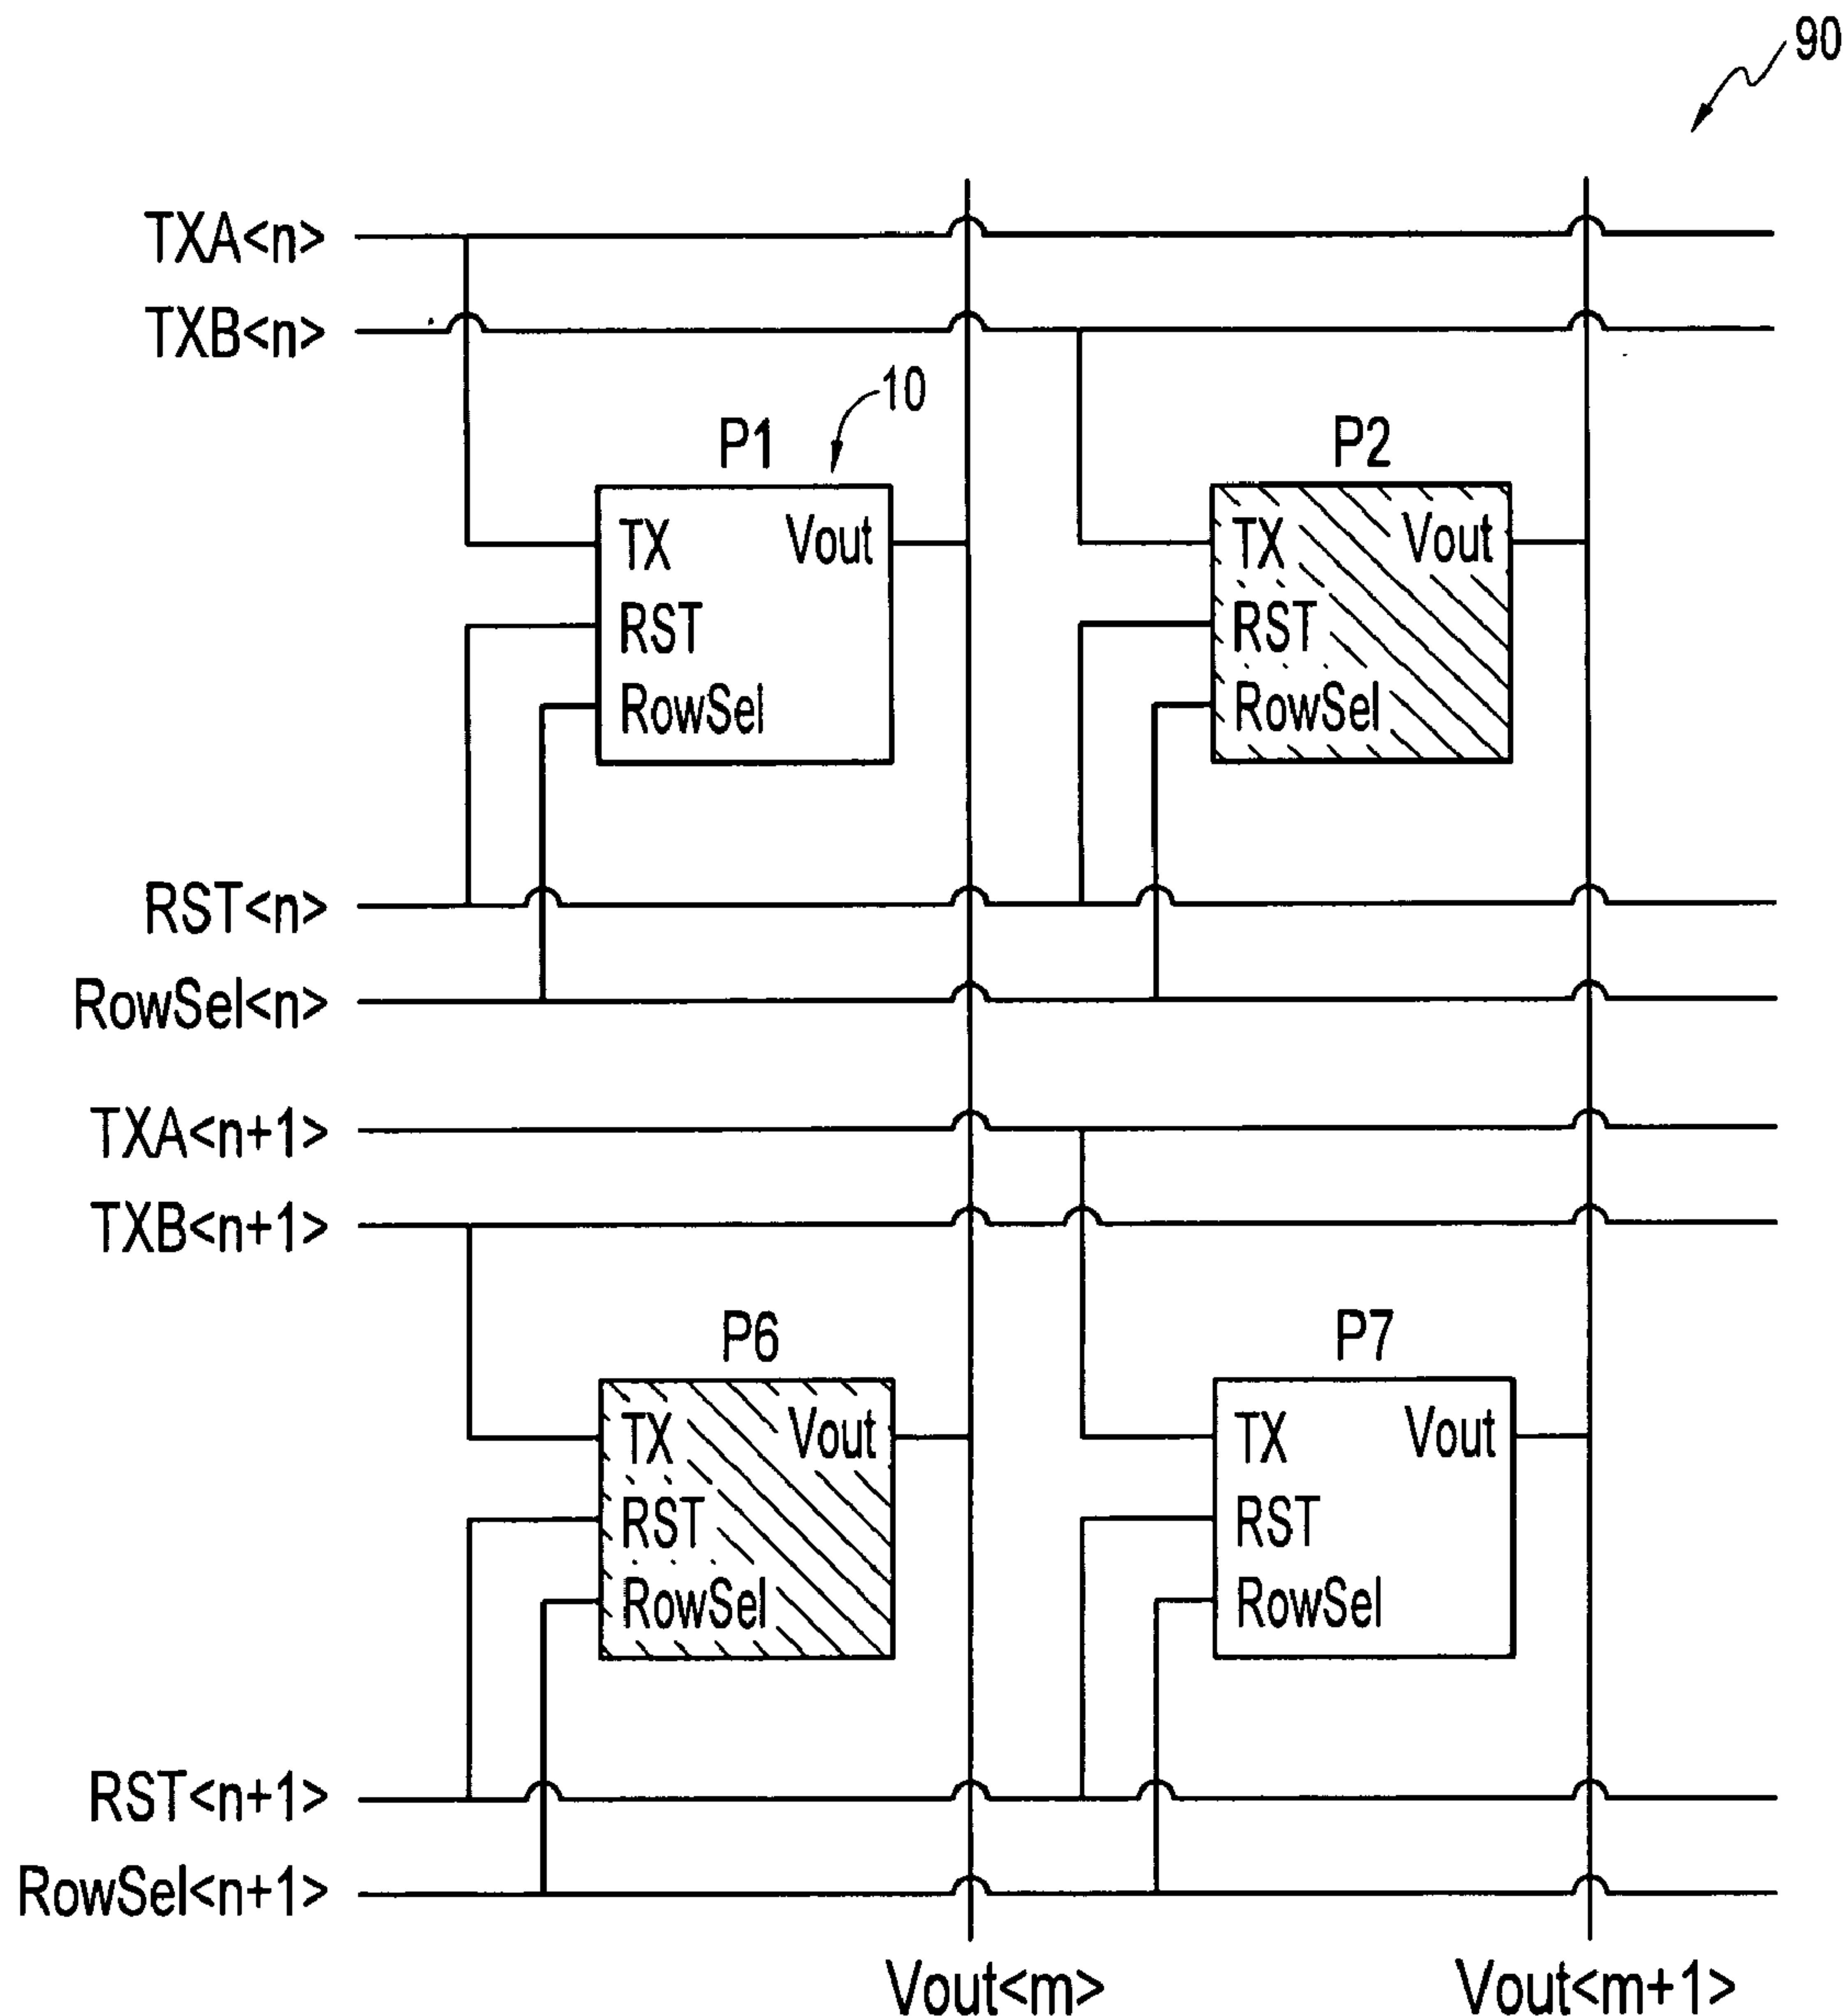 90
TXA<n>
TXB<n>
10
P1
P2
TX Vout
RST
RowSel
TX Vout
RST
RowSel
RST<n>
RowSel<n>
TXA<n+1>
TXB<n+1>
P6
P7
TX Vout
RST
RowSel
TX Vout
RST
RowSel
RST<n+1>
RowSel<n+1>
Vout<m>
Vout<m+1>